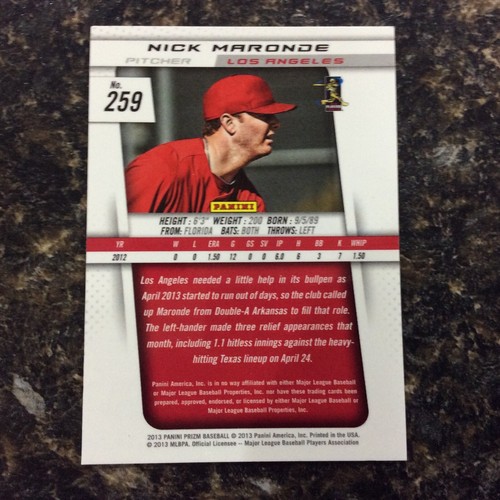 NICK MARONDE
PITCHER LOS ANGELES
No.
259
PANINI
HEIGHT: 6'3" WEIGHT: 200 BORN: 9/5/89
FROM: FLORIDA BATS: BOTH THROWS: LEFT
YR W L ERA G GS SV IP H BB K WHIP
2012 0 0 1.50 12 0 0 6.0 6 3 7 1.50
Los Angeles needed a little help in its bullpen as
April 2013 started to run out of days, so the club called
up Maronde from Double-A Arkansas to fill that role.
The left-hander made three relief appearances that
month, including 1.1 hitless innings against the heavy-
hitting Texas lineup on April 24.
Panini America, Inc. is in no way affiliated with either Major League Baseball
or Major League Baseball Properties, Inc. nor have these trading cards been
prepared, approved, endorsed, or licensed by either Major League Baseball or
Major League Baseball Properties, Inc.
2013 PANINI PRIZM BASEBALL © 2013 Panini America, Inc. Printed in the USA.
© 2013 MLBPA. Official Licensee – Major League Baseball Players Association